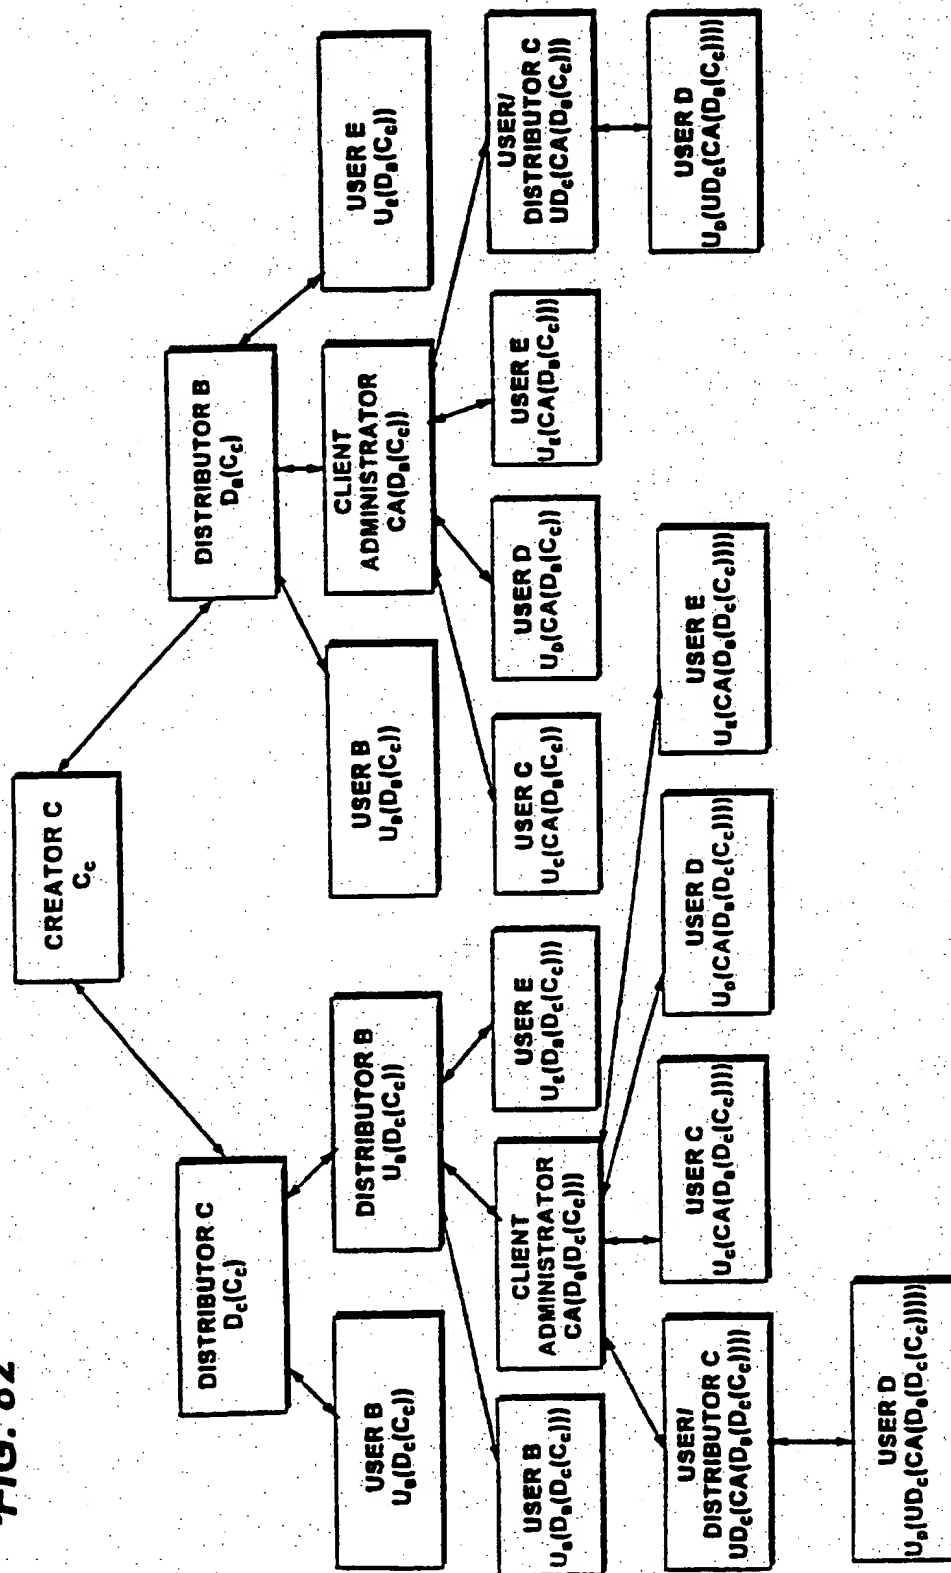 FIG. 82
CREATOR C
Cc
DISTRIBUTOR C
Dc(Cc)
DISTRIBUTOR B
DB(Cc)
USER B
UB(Dc(Cc))
DISTRIBUTOR B
UB(Dc(Cc))
USER B
UB(DB(Cc))
CLIENT
ADMINISTRATOR
CA(DB(Cc))
USER E
UE(DB(Cc))
USER B
UB(DB(Dc(Cc)))
CLIENT
ADMINISTRATOR
CA(DB(Dc(Cc)))
USER E
UE(DB(Dc(Cc)))
USER C
Uc(CA(DB(Cc))
USER D
UD(CA(DB(Cc))
USER E
UE(CA(DB(Cc)))
USER/
DISTRIBUTOR C
UDc(CA(DB(Cc)))
USER/
DISTRIBUTOR C
UDc(CA(DB(Dc(Cc))))
USER C
Uc(CA(DB(Dc(Cc))))
USER D
UD(CA(DB(Dc(Cc))))
USER E
UE(CA(DB(Dc(Cc))))
USER D
UD(UDc(CA(DB(Cc))))
USER D
UD(UDc(CA(DB(Dc(Cc)))))